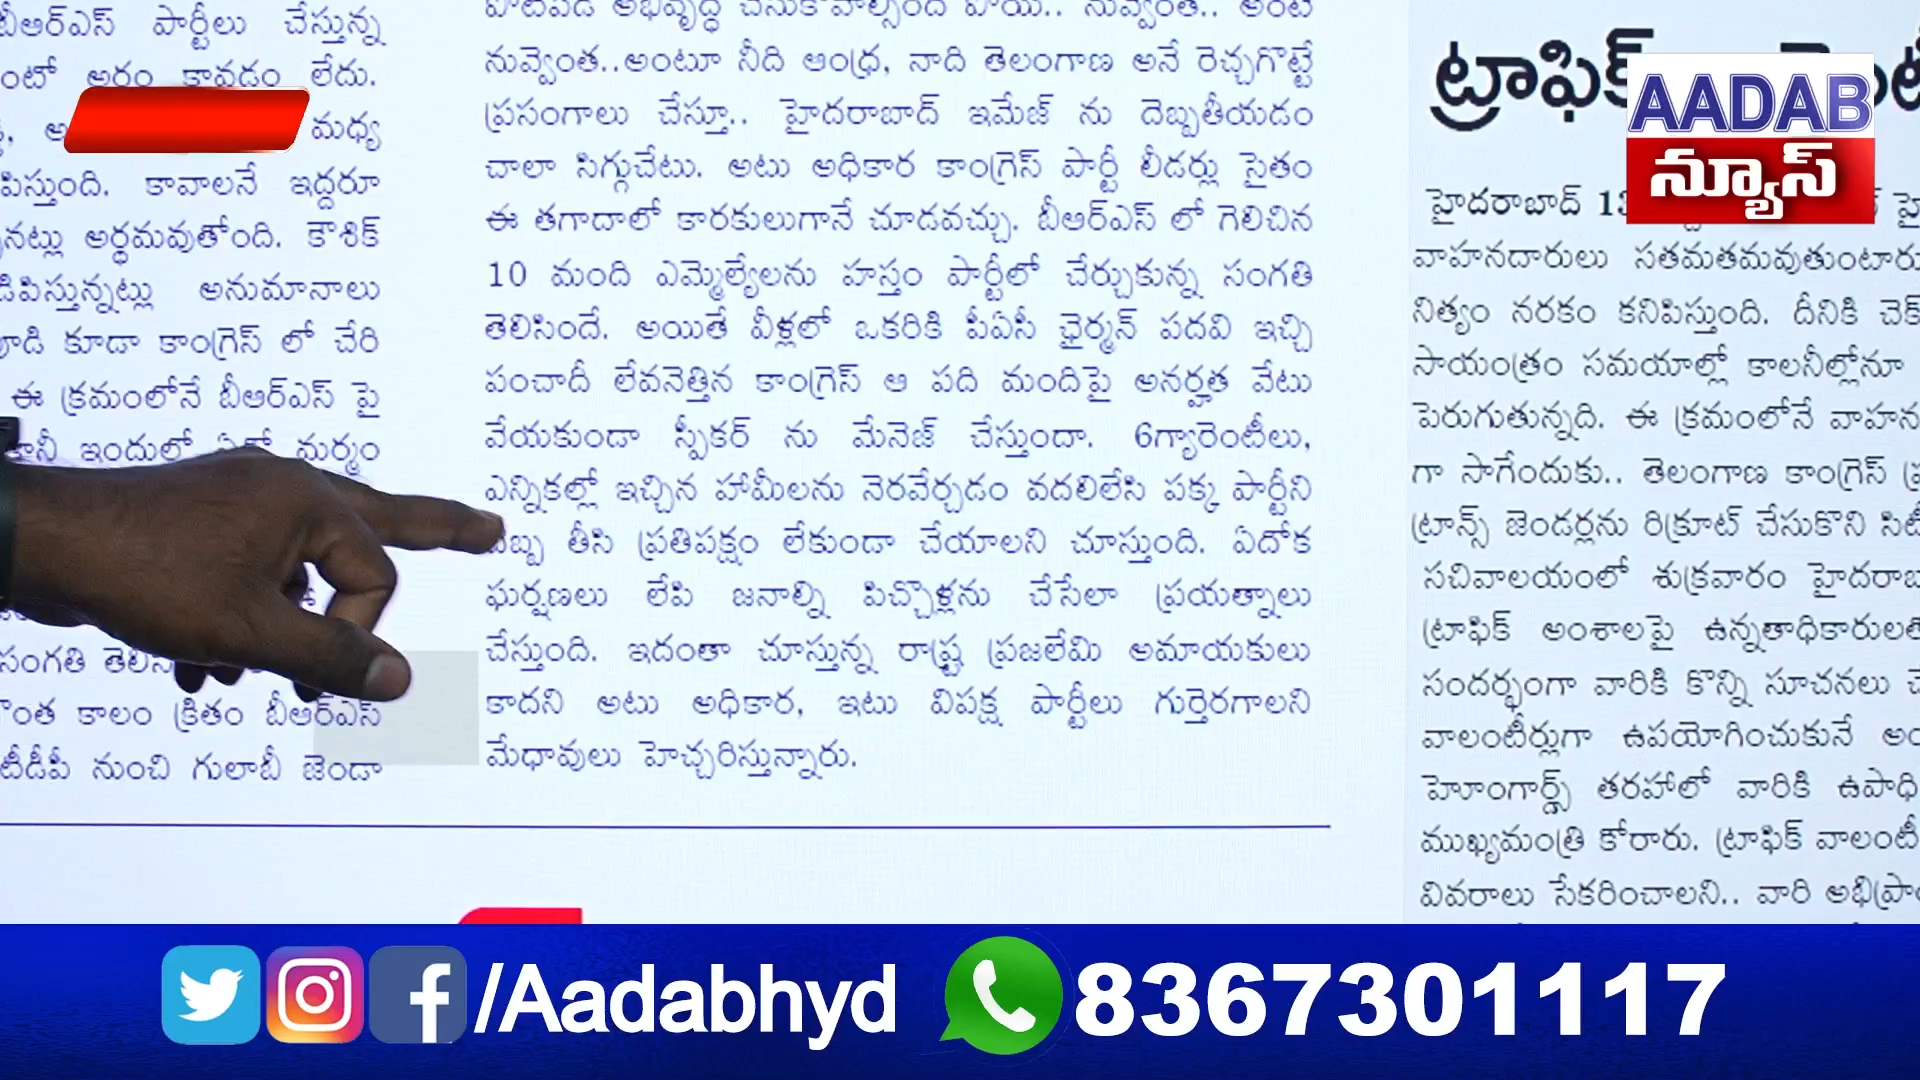 బీఆర్ఎస్ పార్టీలు చేస్తున్న
అర్థం కావడం లేదు.
మధ్య
కావాలనే ఇద్దరూ
అర్థమవుతోంది. కౌశిక్
అనుమానాలు
కూడా కాంగ్రెస్ లో చేరి
ఈ క్రమంలోనే బీఆర్ఎస్ పై
ఇందులో ఏదో మర్మం
సంగతి
కాలం క్రితం బీఆర్ఎస్
టీడీపీ నుంచి గులాబీ జెండా
నువ్వెంత.. అంటే
నువ్వెంత..అంటూ నీది ఆంధ్ర, నాది తెలంగాణ అనే రెచ్చగొట్టే
ప్రసంగాలు చేస్తూ.. హైదరాబాద్ ఇమేజ్ ను దెబ్బతీయడం
చాలా సిగ్గుచేటు. అటు అధికార కాంగ్రెస్ పార్టీ లీడర్లు సైతం
ఈ తగాదాలో కారకులుగానే చూడవచ్చు. బీఆర్ఎస్ లో గెలిచిన
10 మంది ఎమ్మెల్యేలను హస్తం పార్టీలో చేర్చుకున్న సంగతి
తెలిసిందే. అయితే వీళ్లలో ఒకరికి పీఏసీ ఛైర్మన్ పదవి ఇచ్చి
పంచాదీ లేవనెత్తిన కాంగ్రెస్ ఆ పది మందిపై అనర్హత వేటు
వేయకుండా స్పీకర్ ను మేనెజ్ చేస్తుందా. 6గ్యారెంటీలు,
ఎన్నికల్లో ఇచ్చిన హామీలను నెరవేర్చడం వదలిలేసి పక్క పార్టీని
తీసి ప్రతిపక్షం లేకుండా చేయాలని చూస్తుంది. ఏదోక
ఘర్షణలు లేపి జనాల్ని పిచ్చొళ్లను చేసేలా ప్రయత్నాలు
చేస్తుంది. ఇదంతా చూస్తున్న రాష్ట్ర ప్రజలేమి అమాయకులు
కాదని అటు అధికార, ఇటు విపక్ష పార్టీలు గుర్తెరగాలని
మేధావులు హెచ్చరిస్తున్నారు.
ట్రాఫిక్
హైదరాబాద్
వాహనదారులు సతమతమవుతుంటారు
నిత్యం నరకం కనిపిస్తుంది. దీనికి చెక్
సాయంత్రం సమయాల్లో కాలనీల్లోనూ
పెరుగుతున్నది. ఈ క్రమంలోనే
గా సాగేందుకు.. తెలంగాణ కాంగ్రెస్
ట్రాన్స్ జెండర్లను రిక్రూట్ చేసుకొని
సచివాలయంలో శుక్రవారం
ట్రాఫిక్ అంశాలపై
సందర్భంగా వారికి కొన్ని సూచనలు
వాలంటీర్లుగా ఉపయోగించుకునే
హెూంగార్డ్స్ తరహాలో వారికి
ముఖ్యమంత్రి కోరారు. ట్రాఫిక్
వివరాలు సేకరించాలని.. వారి
AADAB
న్యూస్
/Aadabhyd 8367301117